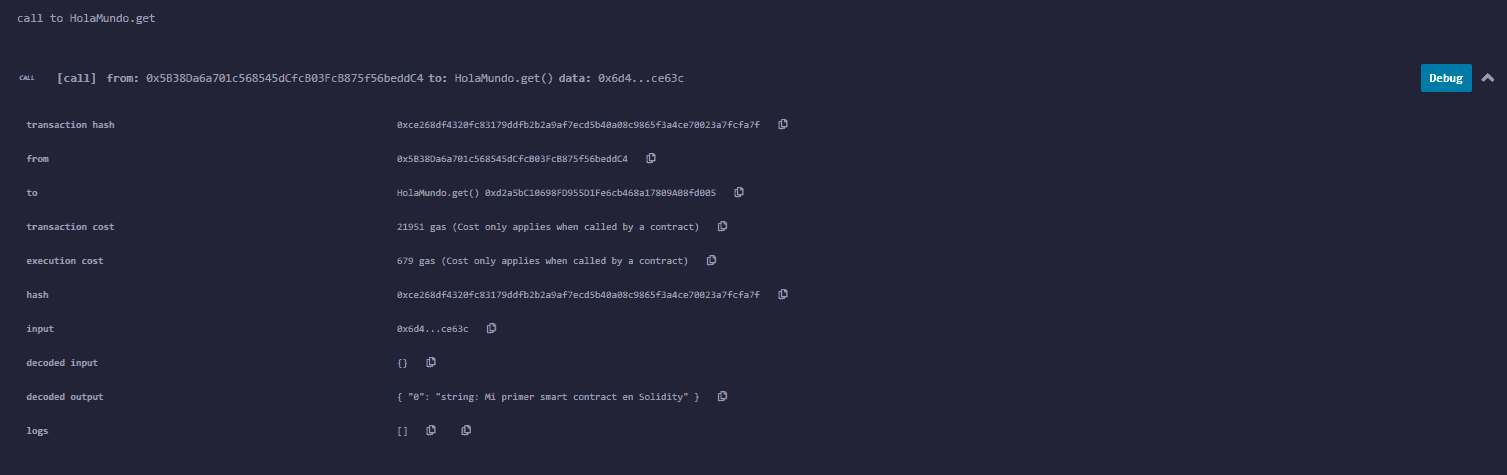 call to HolaMundo.get
CALL [call] from: 0x5B38Da6a701c568545dCfcB03FcB875f56beddC4 to: HolaMundo.get() data: 0x6d4...ce63c Debug
transaction hash 0xce268df4320fc83179ddfb2b2a9af7ecd5b40a08c9865f3a4ce70023a7fcfa7f
from 0x5B38Da6a701c568545dCfcB03FcB875f56beddC4
to HolaMundo.get() 0xd2a5bC10698FD955D1Fe6cb468a17809A08fd005
transaction cost 21951 gas (Cost only applies when called by a contract)
execution cost 679 gas (Cost only applies when called by a contract)
hash 0xce268df4320fc83179ddfb2b2a9af7ecd5b40a08c9865f3a4ce70023a7fcfa7f
input 0x6d4...ce63c
decoded input {}
decoded output { "0": "string: Mi primer smart contract en Solidity" }
logs []